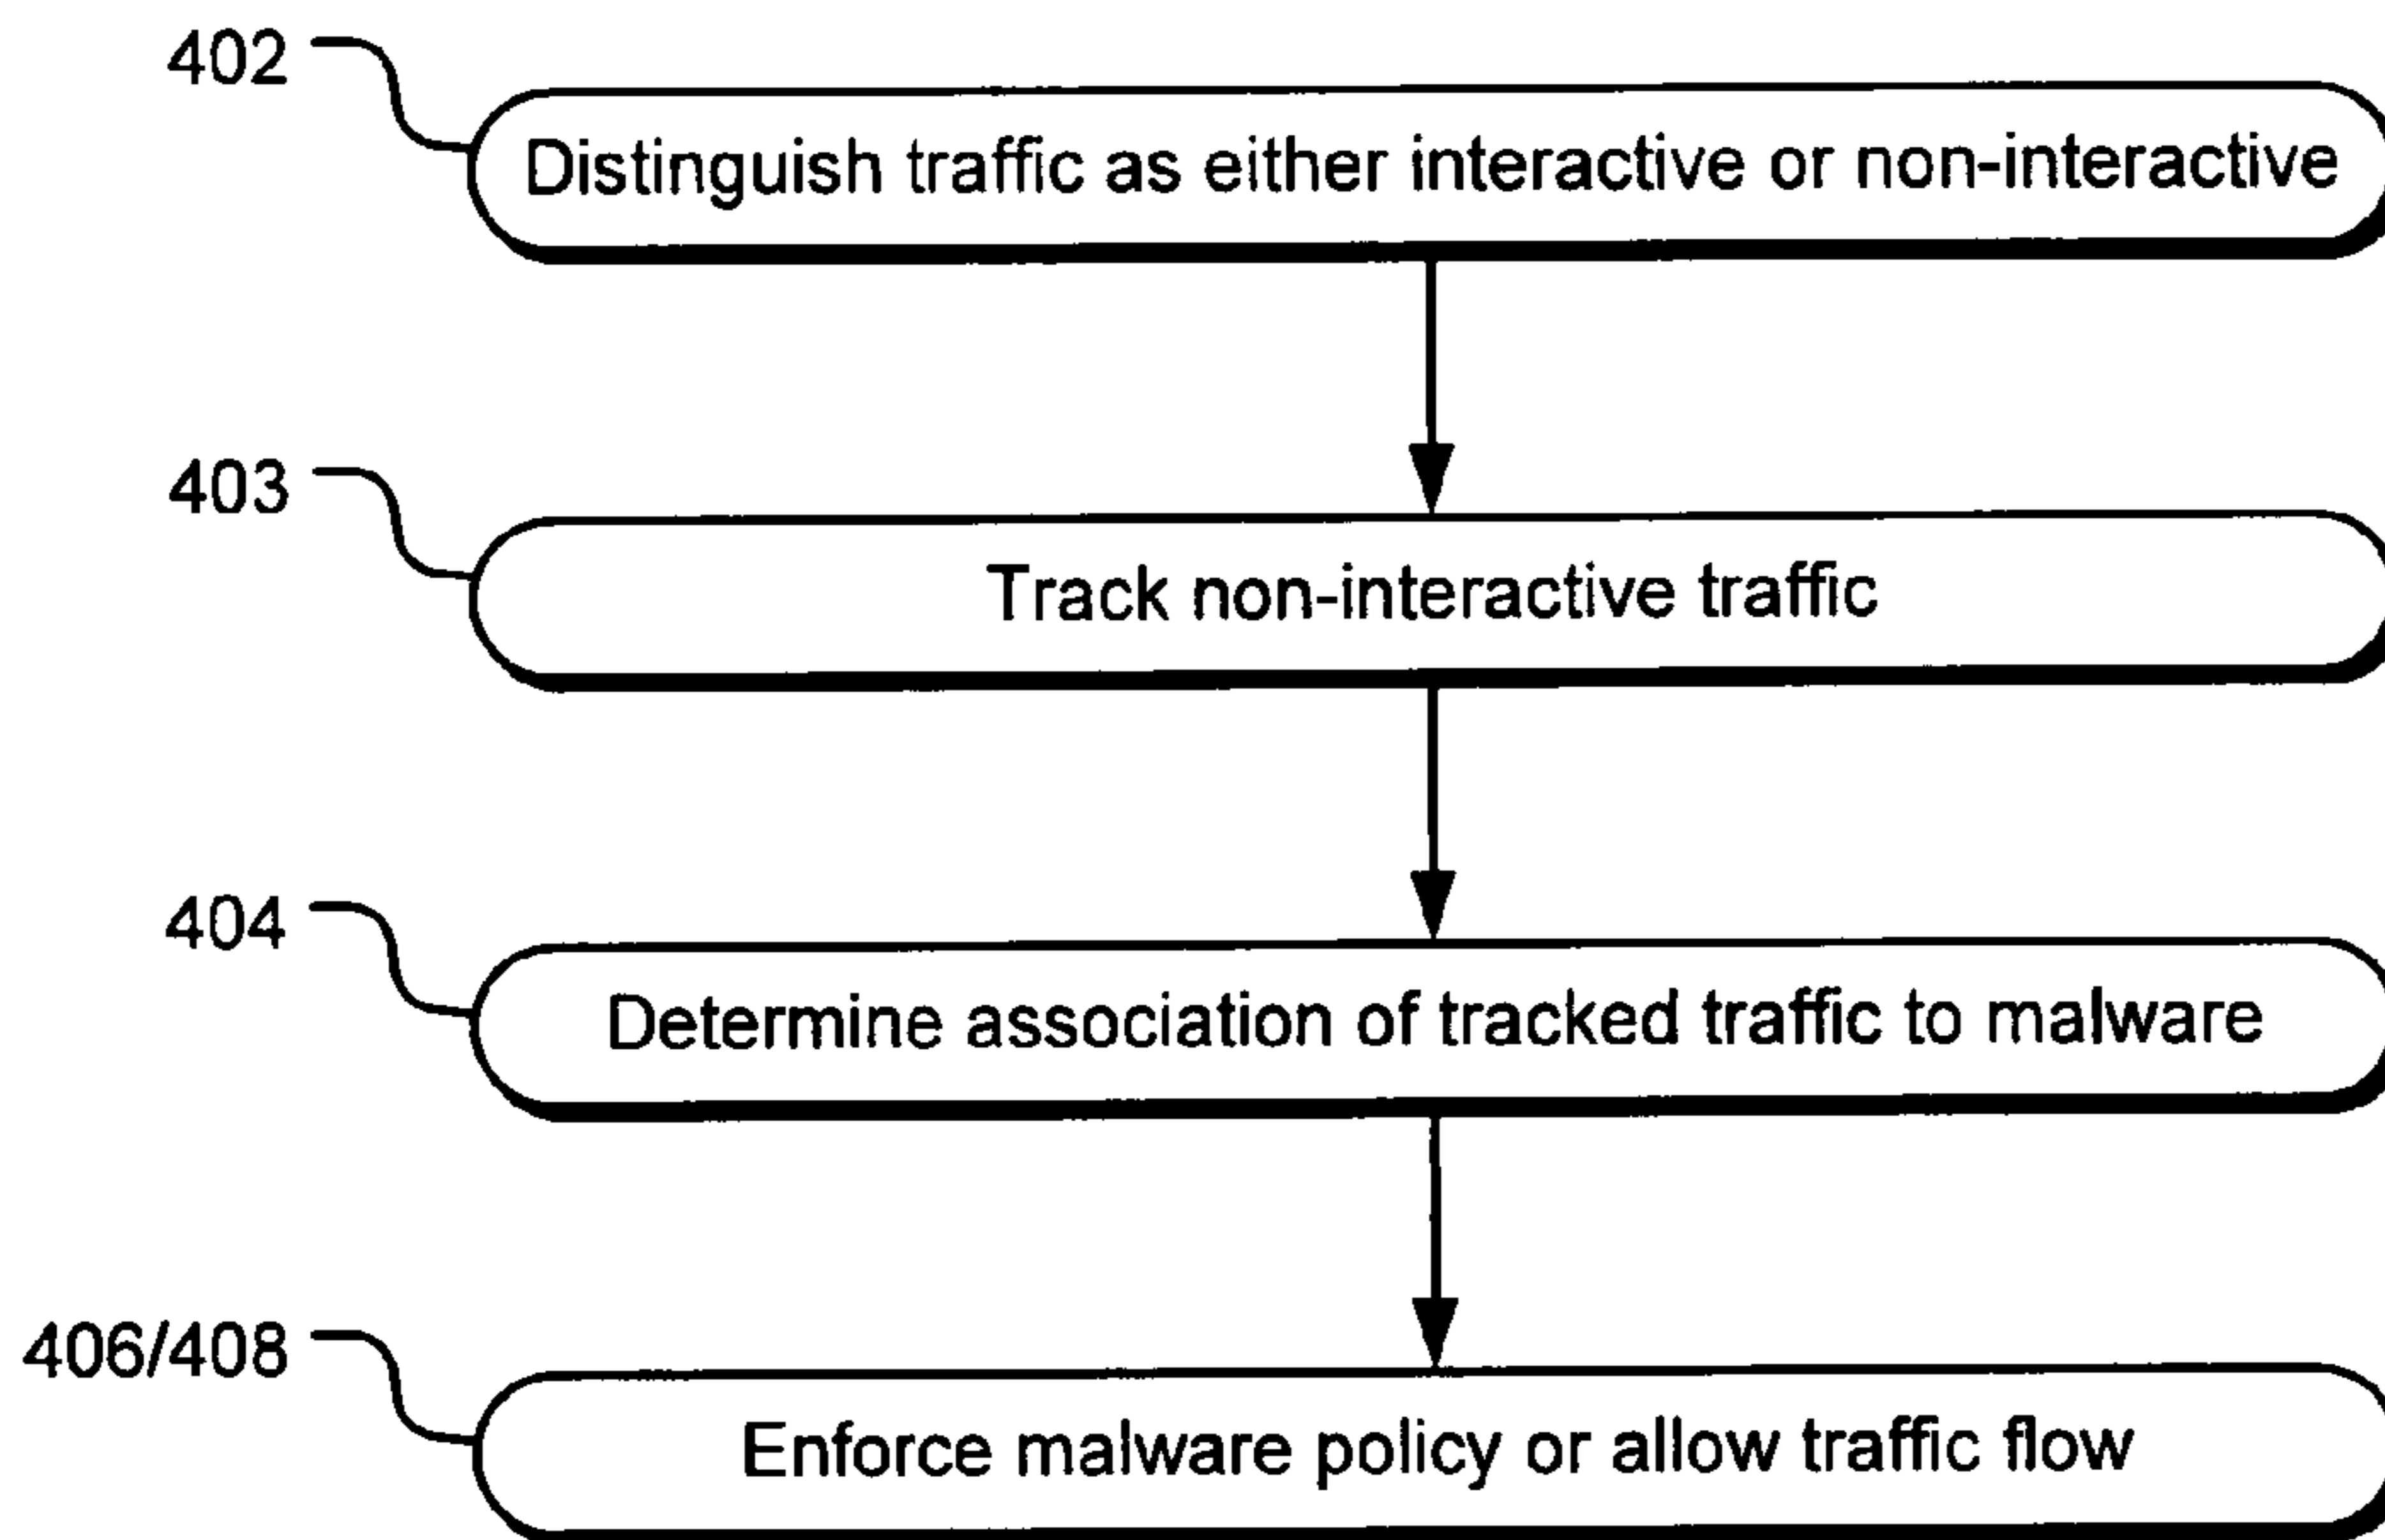 402
Distinguish traffic as either interactive or non-interactive
403
Track non-interactive traffic
404
Determine association of tracked traffic to malware
406/408
Enforce malware policy or allow traffic flow